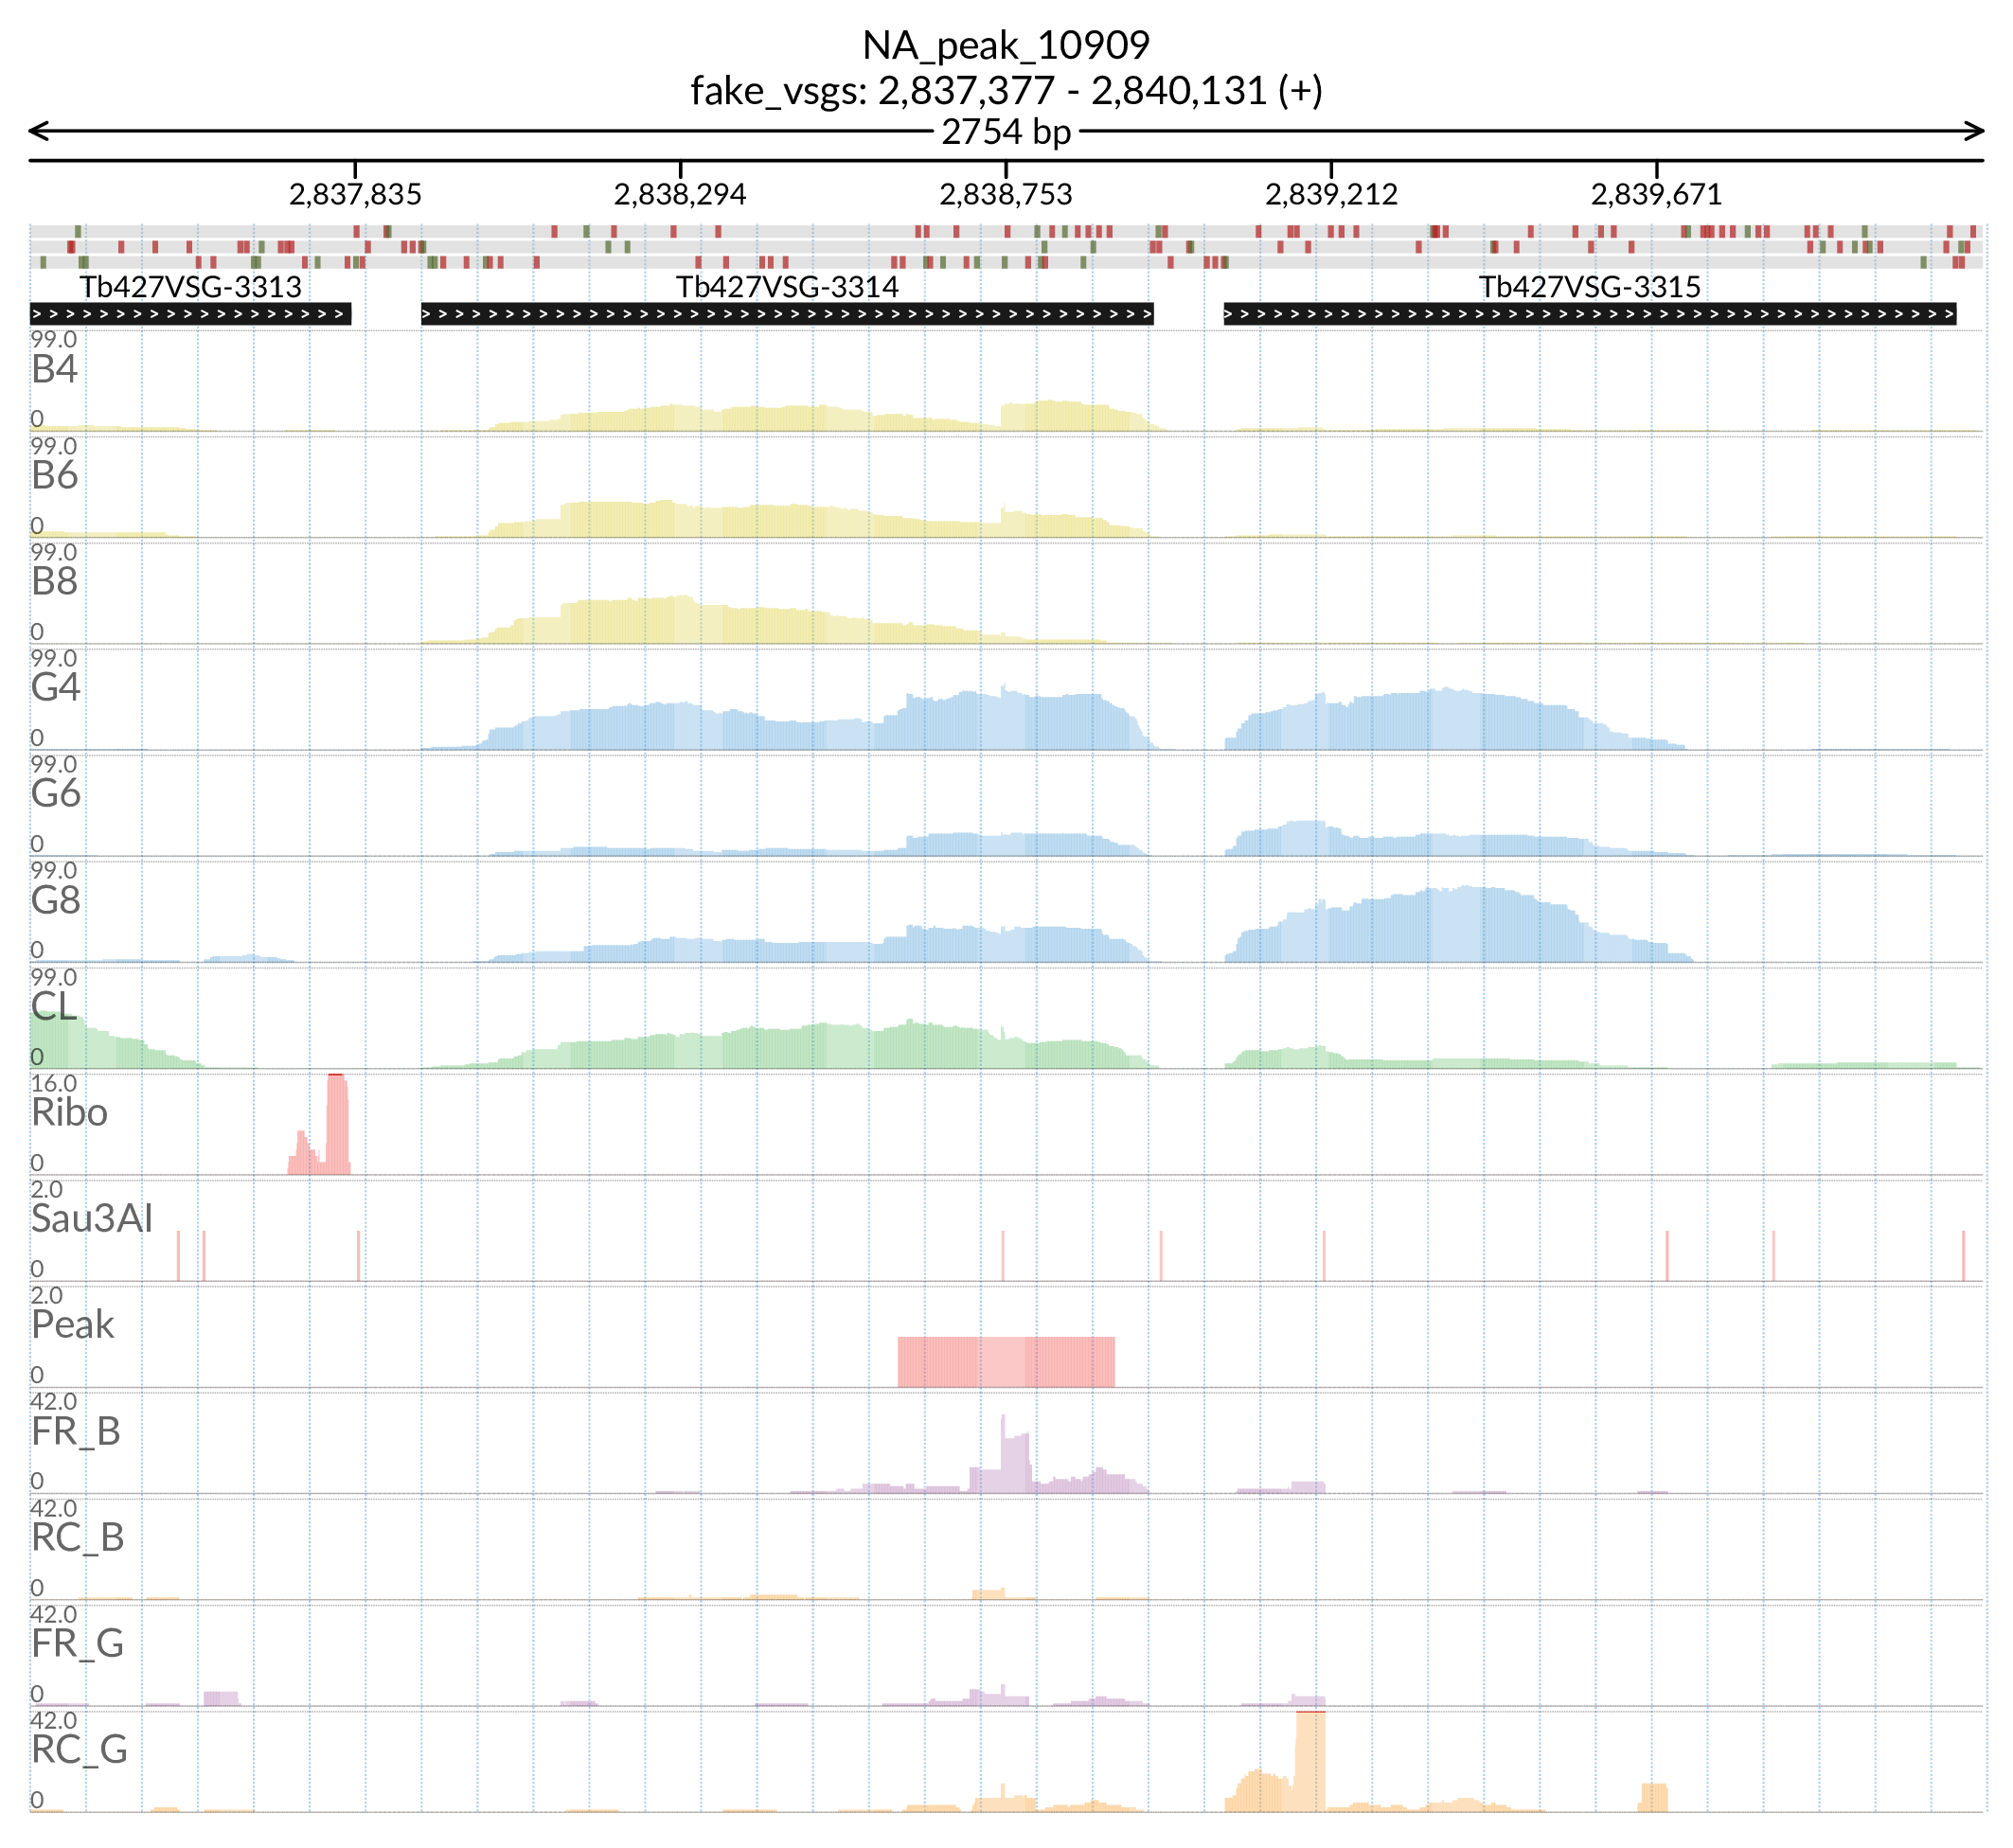 NA_peak_10909
fake_vsgs: 2,837,377 - 2,840,131 (+)
2754 bp
2,837,835 2,838,294 2,838,753 2,839,212 2,839,671
Tb427VSG-3313 Tb427VSG-3314 Tb427VSG-3315
99.0
B4
0
99.0
B6
0
99.0
B8
0
99.0
G4
0
99.0
G6
0
99.0
G8
0
99.0
CL
0
16.0
Ribo
0
2.0
Sau3AI
0
2.0
Peak
0
42.0
FR_B
0
42.0
RC_B
0
42.0
FR_G
0
42.0
RC_G
0